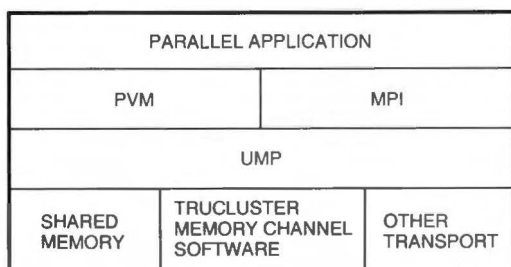 PARALLEL APPLICATION
PVM
MPI
UMP
SHARED
MEMORY
TRUCLUSTER
MEMORY CHANNEL
SOFTWARE
OTHER
TRANSPORT